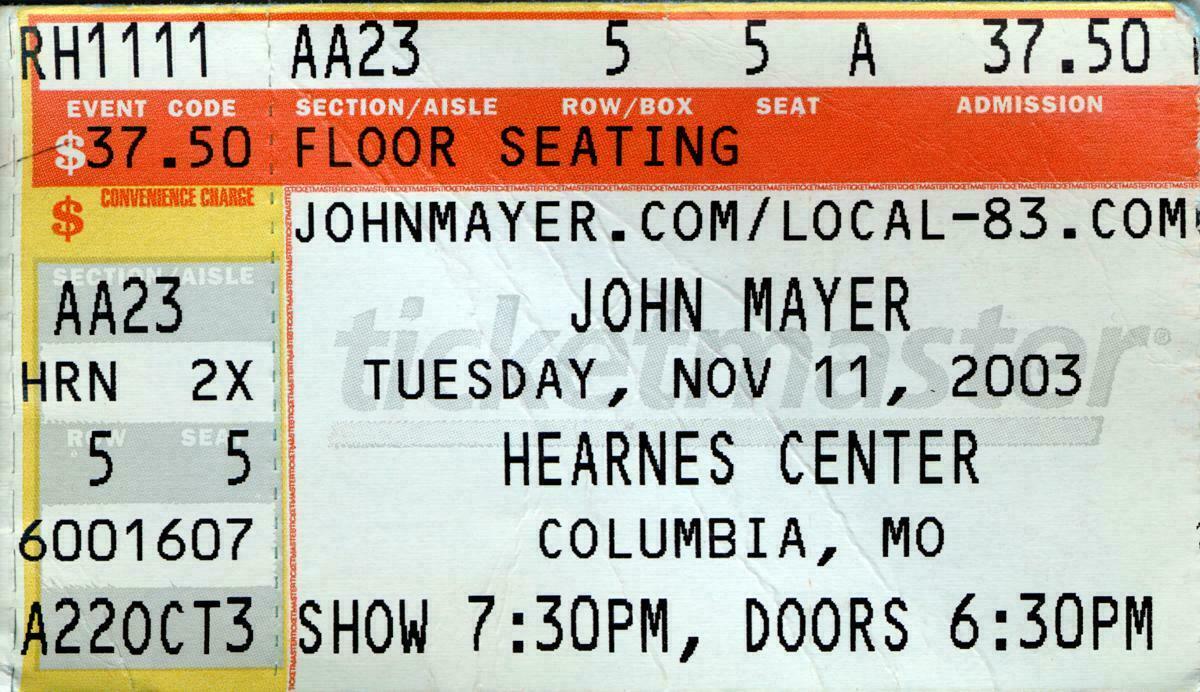 RH1111 AA23 5 5 A 37.50
EVENT CODE SECTION/AISLE ROW/BOX SEAT ADMISSION
$37.50 FLOOR SEATING
$ CONVENIENCE CHARGE
JOHNMAYER.COM/LOCAL-83.COM
SECTION/AISLE
AA23
JOHN MAYER
ticketmaster®
HRN 2X
TUESDAY, NOV 11, 2003
ROW SEA
5 5
HEARNES CENTER
6001607
COLUMBIA, MO
A220CT3
SHOW 7:30PM, DOORS 6:30PM